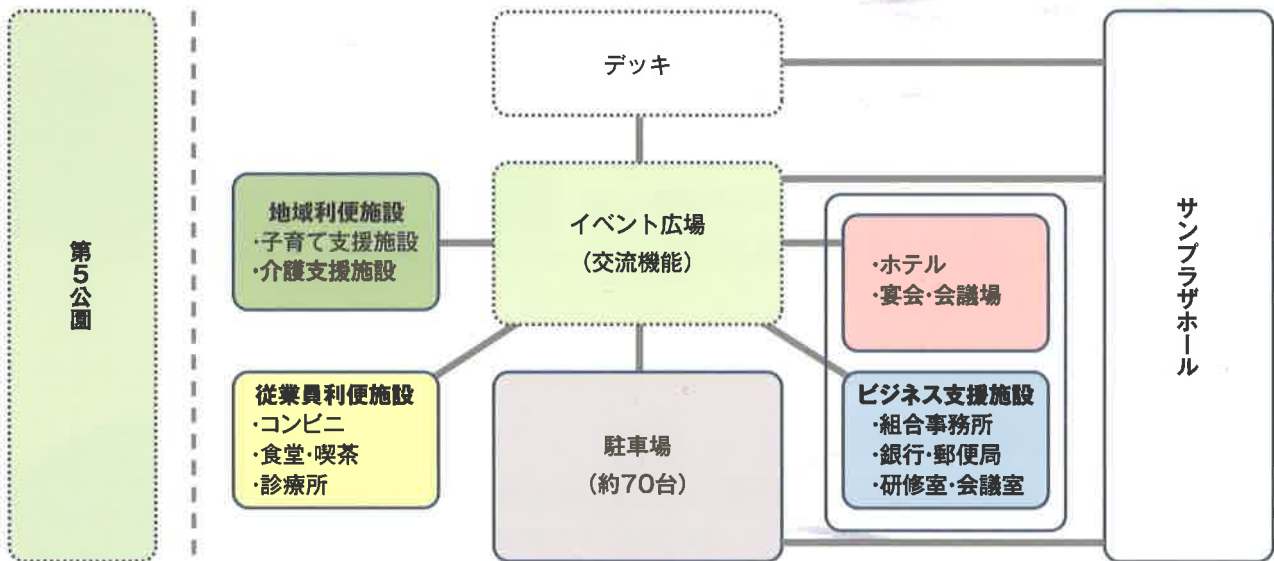 第5公園
デッキ
地域利便施設
・子育て支援施設
・介護支援施設
イベント広場
(交流機能)
・ホテル
・宴会・会議場
従業員利便施設
・コンビニ
・食堂・喫茶
・診療所
駐車場
(約70台)
ビジネス支援施設
・組合事務所
・銀行・郵便局
・研修室・会議室
サンプラザホール